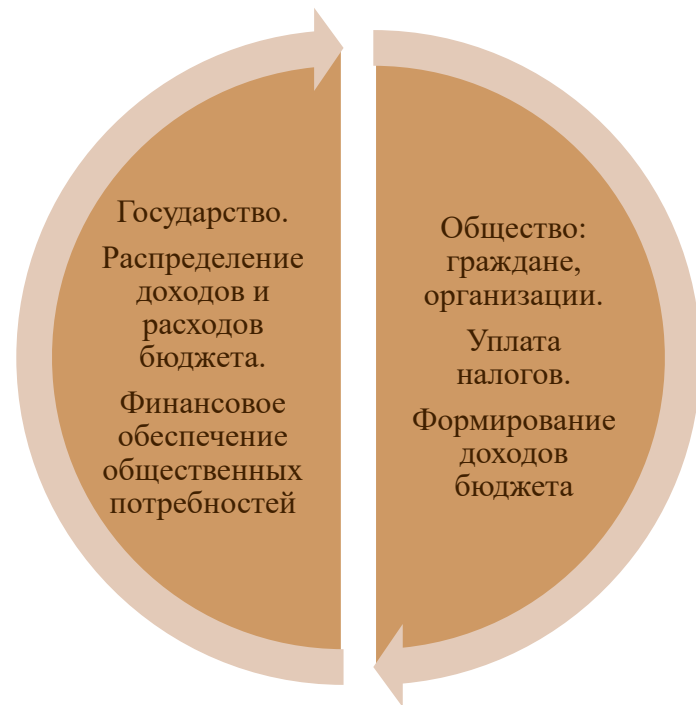 Государство.
Распределение
доходов и
расходов
бюджета.
Финансовое
обеспечение
общественных
потребностей
Общество:
граждане,
организации.
Уплата
налогов.
Формирование
доходов
бюджета